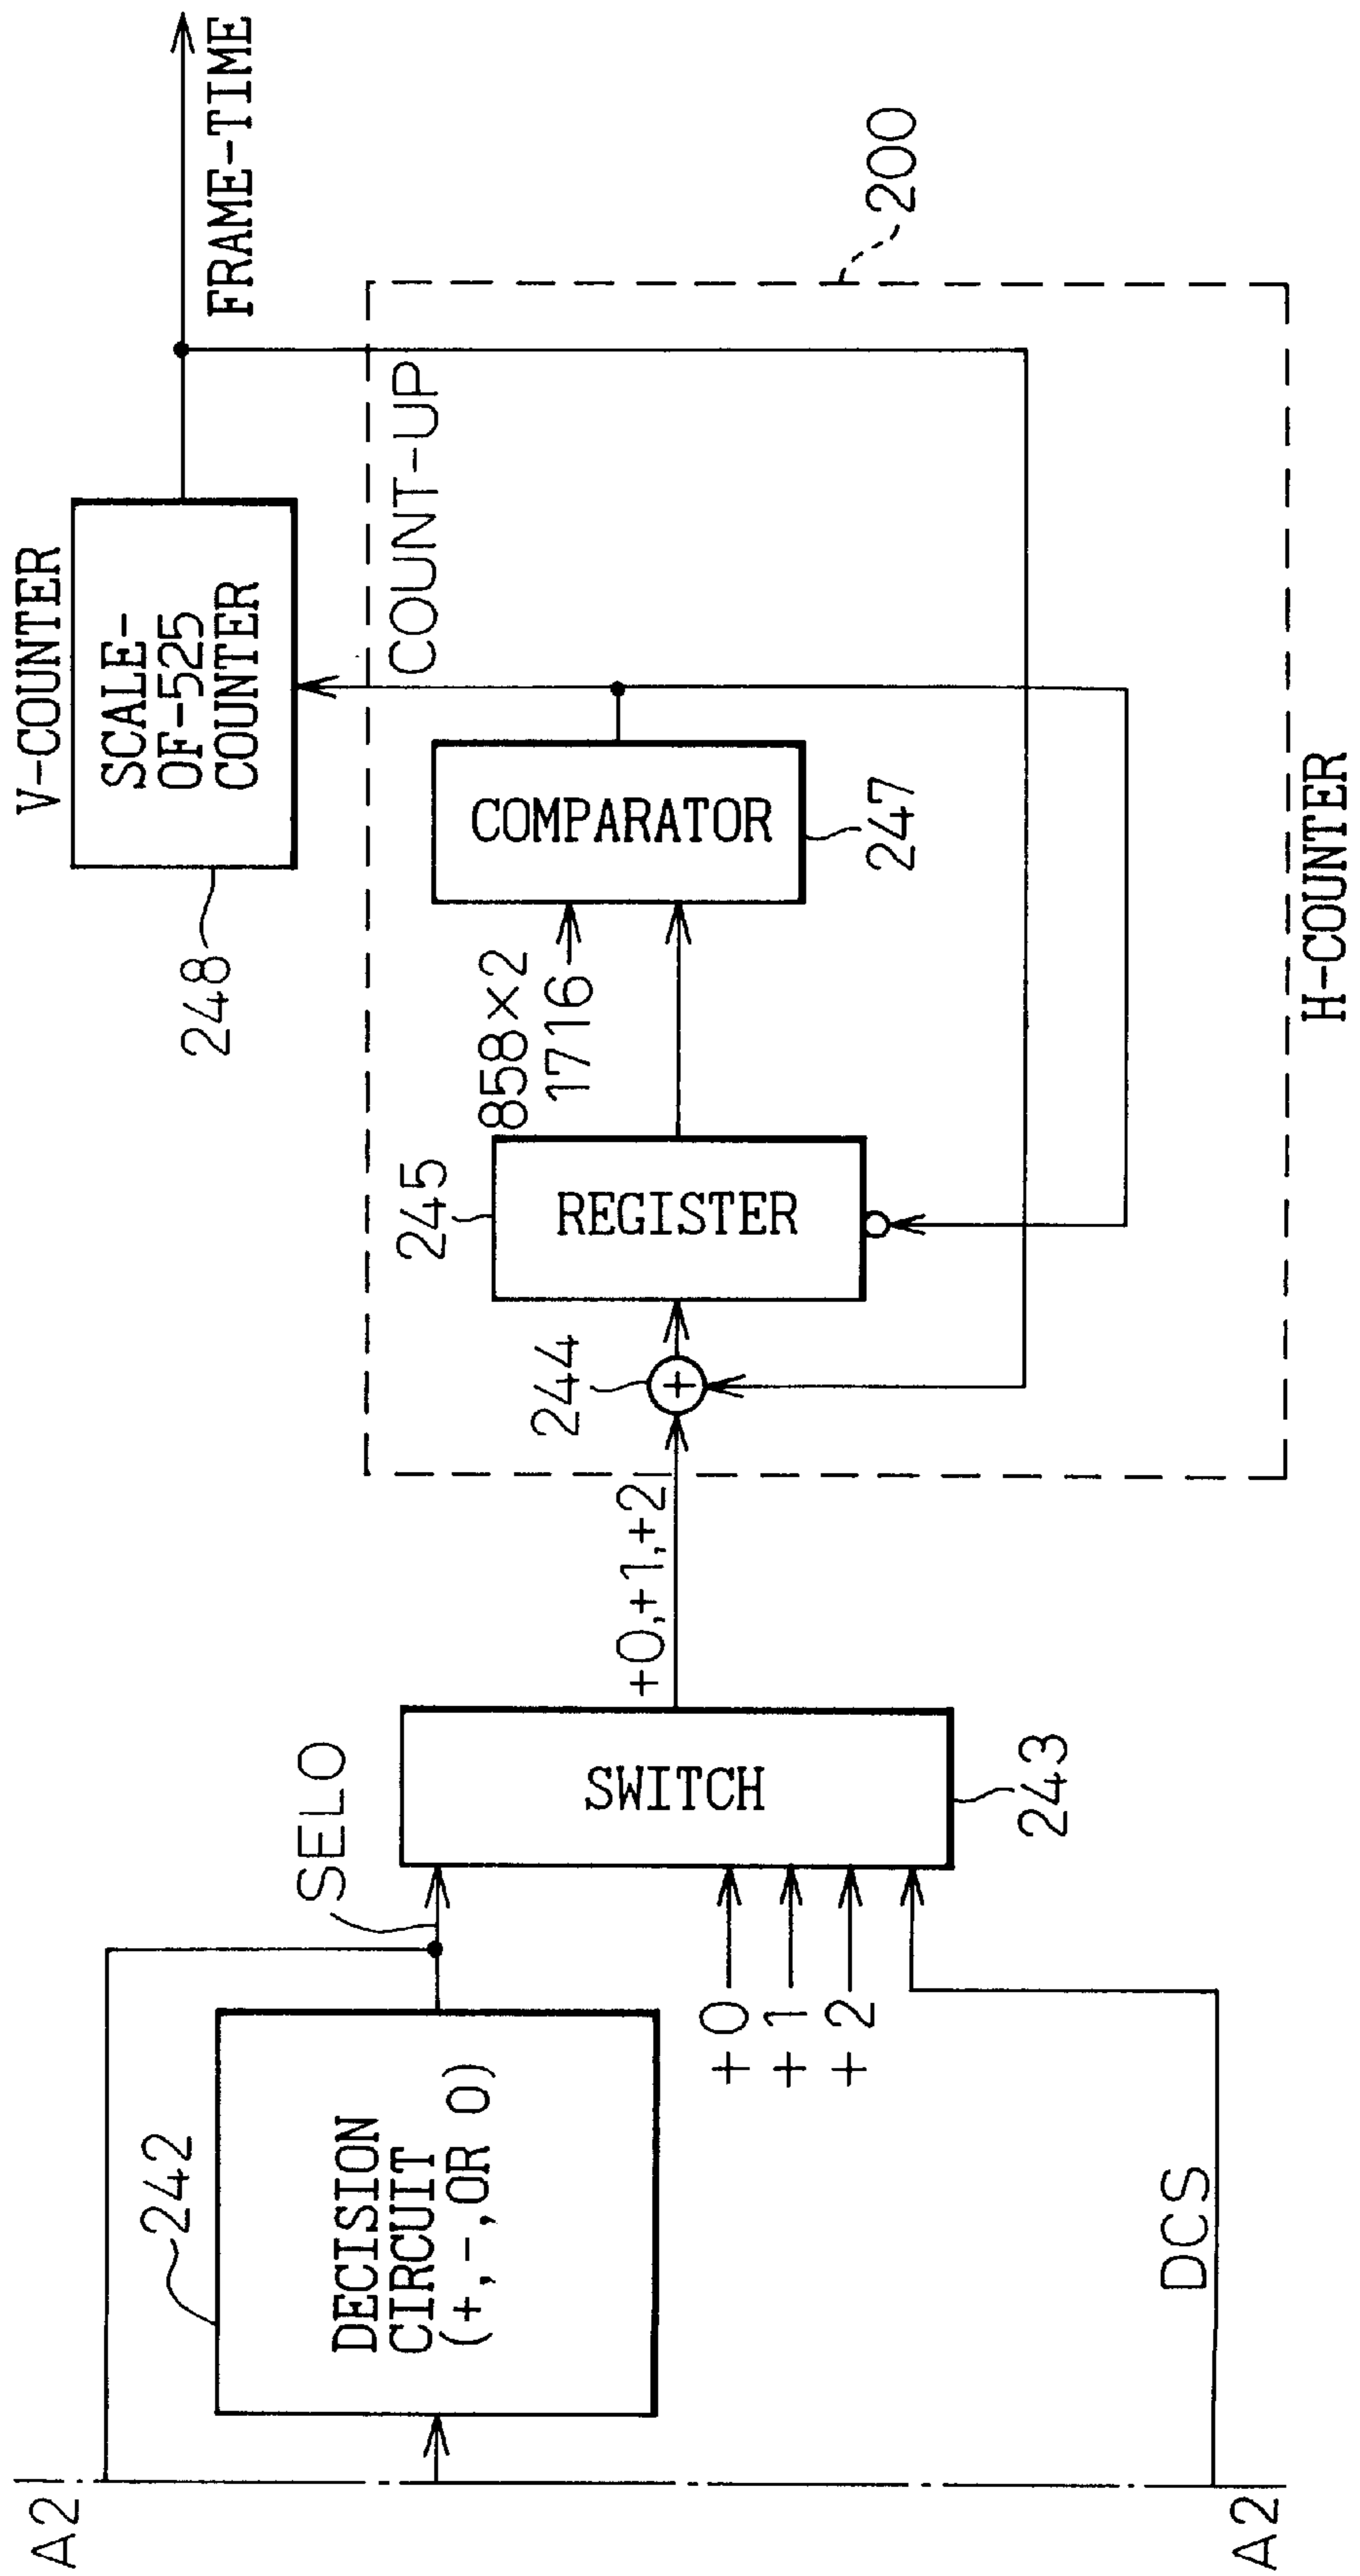 A2
A2
242
DECISION
CIRCUIT
(+,-,OR 0)
DCS
SEL0
+0
+1
+2
SWITCH
243
+0,+1,+2
244
245
REGISTER
858×2
1716
COMPARATOR
247
COUNT-UP
V-COUNTER
SCALE-
OF-525
COUNTER
248
FRAME-TIME
200
H-COUNTER